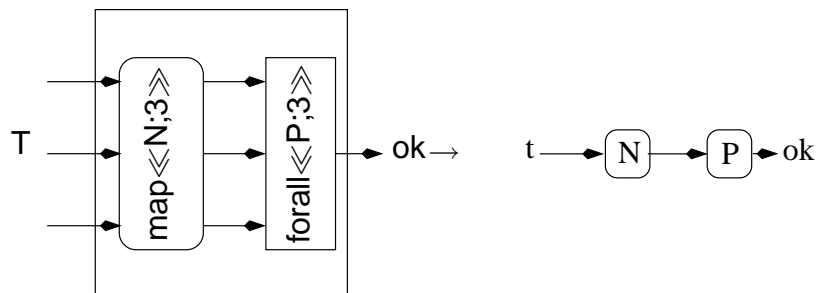 T
map≪N;3≫
forall≪P;3≫
ok→
t
N
P
ok